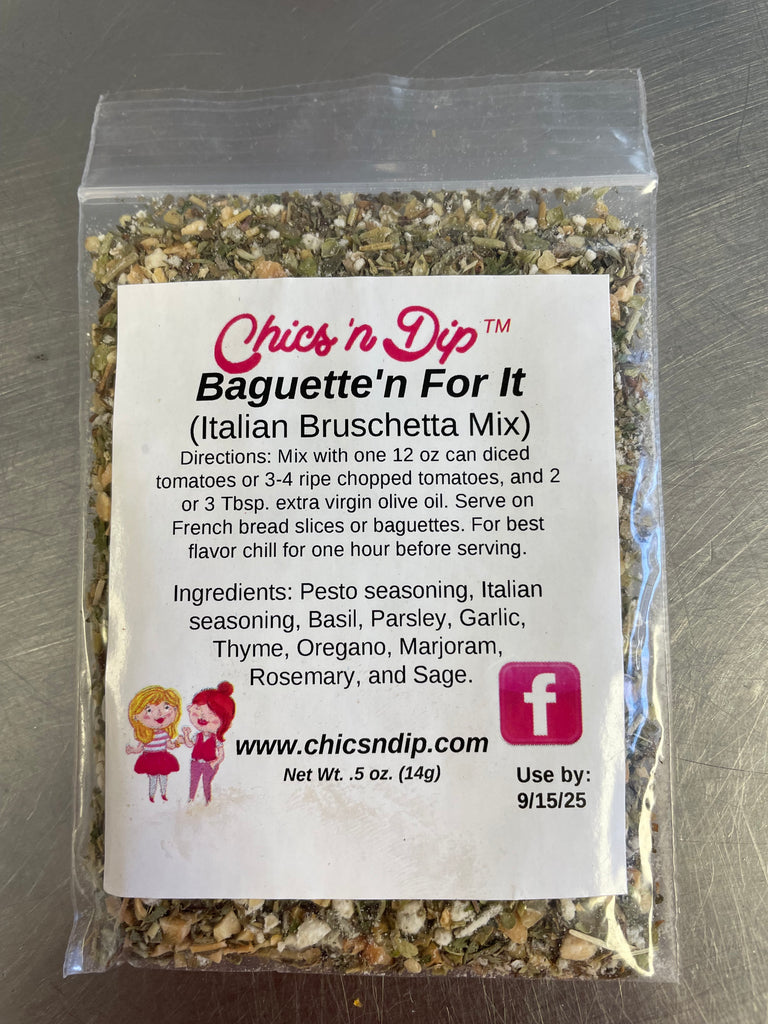 Chics 'n Dip™
Baguette'n For It
(Italian Bruschetta Mix)
Directions: Mix with one 12 oz can diced
tomatoes or 3-4 ripe chopped tomatoes, and 2
or 3 Tbsp. extra virgin olive oil. Serve on
French bread slices or baguettes. For best
flavor chill for one hour before serving.
Ingredients: Pesto seasoning, Italian
seasoning, Basil, Parsley, Garlic,
Thyme, Oregano, Marjoram,
Rosemary, and Sage.
f
www.chicsndip.com
Net Wt. .5 oz. (14g)
Use by:
9/15/25